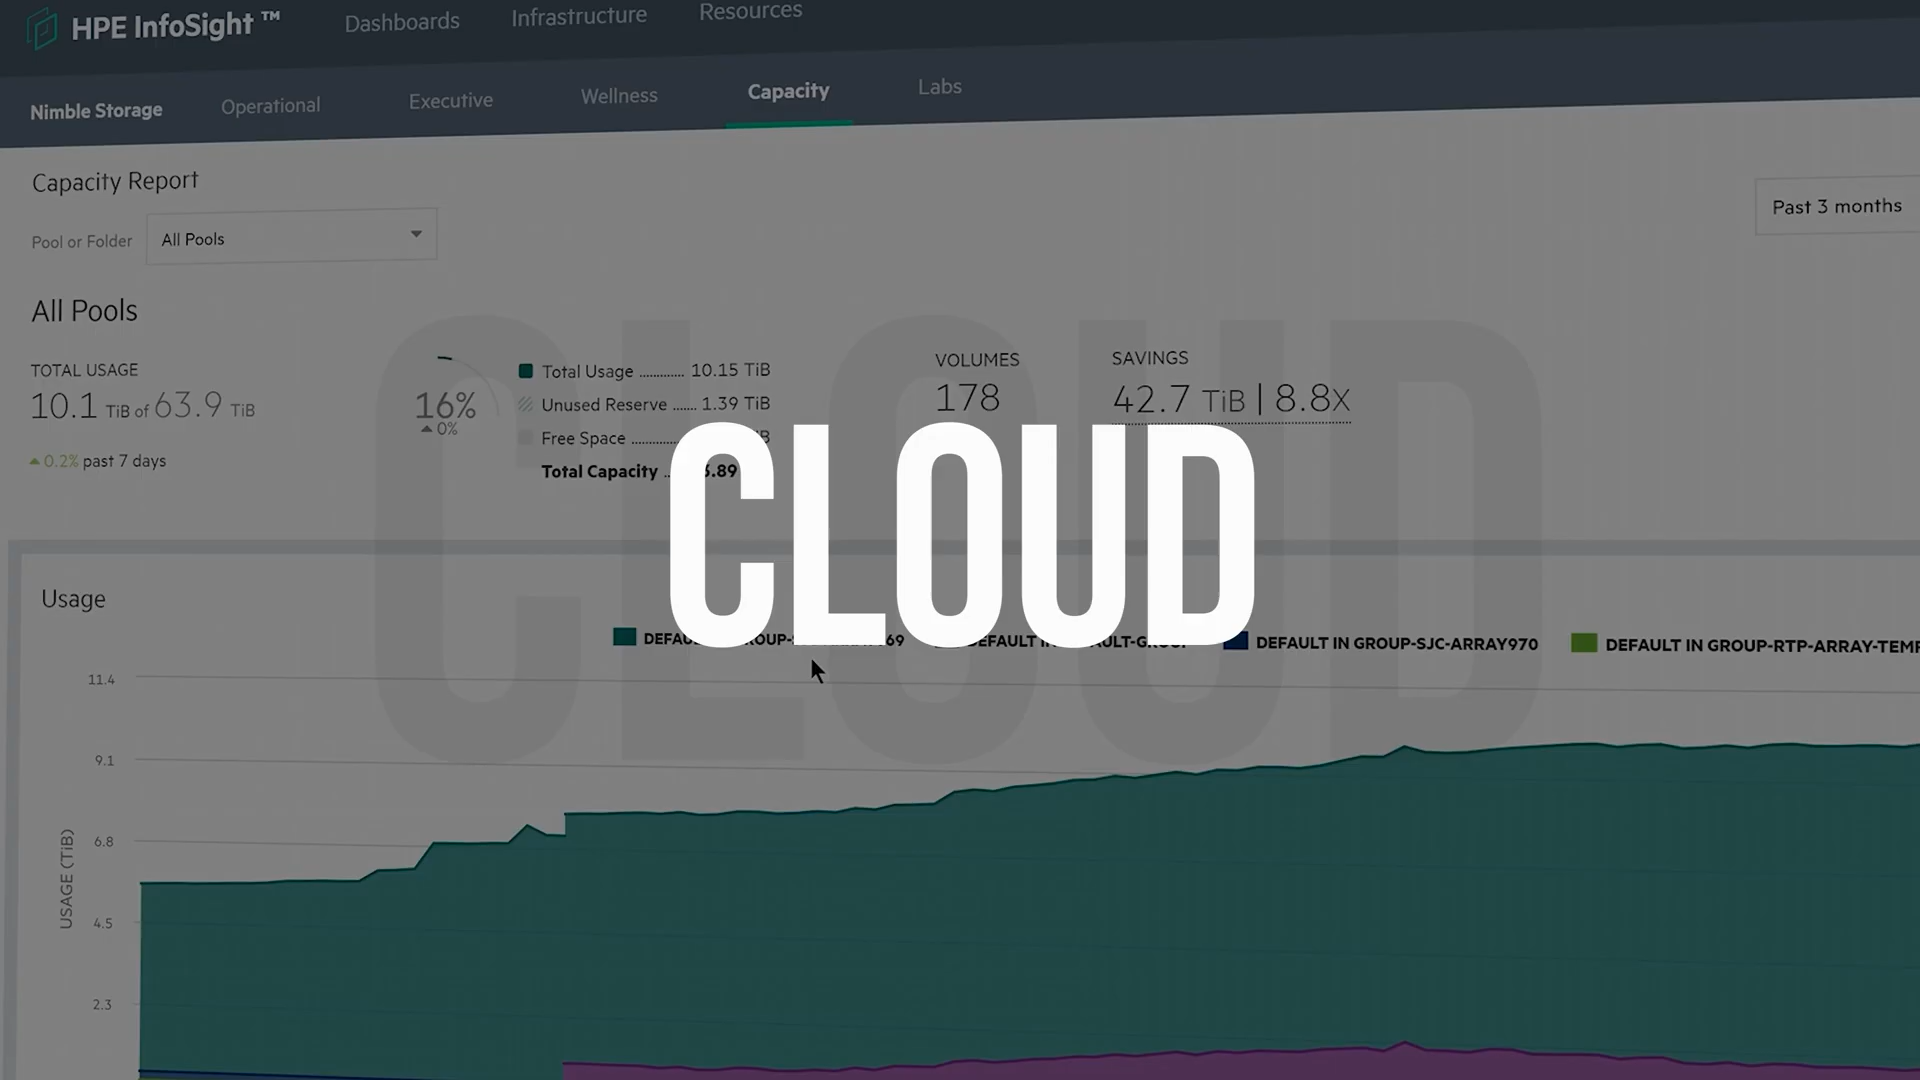 HPE InfoSight ™
Dashboards
Infrastructure
Resources
Nimble Storage
Operational
Executive
Wellness
Capacity
Labs
Capacity Report
Past 3 months
Pool or Folder
All Pools
All Pools
TOTAL USAGE
10.1 TiB of 63.9 TiB
0.2% past 7 days
16%
0%
Total Usage ............ 10.15 TiB
Unused Reserve ....... 1.39 TiB
Free Space
Total Capacity
VOLUMES
178
SAVINGS
42.7 TiB | 8.8X
CLOUD
CLOUD
Usage
DEFAULT IN GROUP-SJC-ARRAY970
DEFAULT IN GROUP-RTP-ARRAY-TEMP
USAGE (TiB)
11.4
9.1
6.8
4.5
2.3